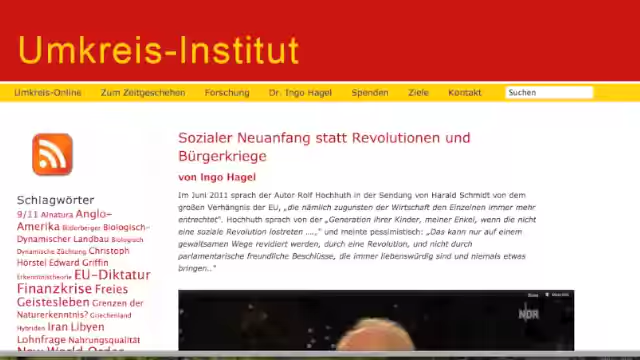 Umkreis-Institut
Umkreis-Online Zum Zeitgeschehen Forschung Dr. Ingo Hagel Spenden Ziele Kontakt Suchen
Sozialer Neuanfang statt Revolutionen und
Bürgerkriege
von Ingo Hagel
Im Juni 2011 sprach der Autor Rolf Hochhuth in der Sendung von Harald Schmidt von dem
großen Verhängnis der EU, „die nämlich zugunsten der Wirtschaft den Einzelnen immer mehr
entrechtet". Hochhuth sprach von der „Generation ihrer Kinder, meiner Enkel, wenn die nicht
eine soziale Revolution lostreten ....," und meinte pessimistisch: „Das kann nur auf einem
gewaltsamen Wege revidiert werden, durch eine Revolution, und nicht durch
parlamentarische freundliche Beschlüsse, die immer liebenswürdig sind und niemals etwas
bringen.."
NDR
Schlagwörter
9/11 Alnatura Anglo-
Amerika Bilderberger Biologisch-
Dynamischer Landbau Biologisch
Dynamische Züchtung Christoph
Hörstel Edward Griffin
Erkenntnistheorie EU-Diktatur
Finanzkrise Freies
Geistesleben Grenzen der
Naturerkenntnis? Griechenland
Hybriden Iran Libyen
Lohnfrage Nahrungsqualität
New World Order